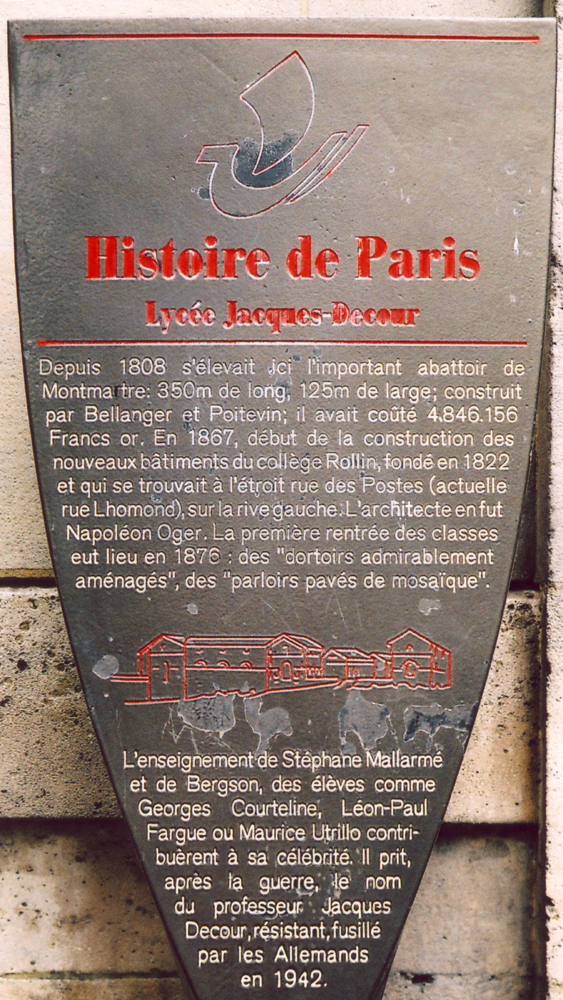 Histoire de Paris
Lycée Jacques-Decour
Depuis 1808 s'élevait ici l'important abattoir de
Montmartre: 350m de long, 125m de large; construit
par Bellanger et Poitevin; il avait coûté 4.846.156
Francs or. En 1867, début de la construction des
nouveaux bâtiments du collège Rollin, fondé en 1822
et qui se trouvait à l'étroit rue des Postes (actuelle
rue Lhomond), sur la rive gauche. L'architecte en fut
Napoléon Oger. La première rentrée des classes
eut lieu en 1876 : des "dortoirs admirablement
aménagés", des "parloirs pavés de mosaïque".
L'enseignement de Stéphane Mallarmé
et de Bergson, des élèves comme
Georges Courteline, Léon-Paul
Fargue ou Maurice Utrillo contri-
buèrent à sa célébrité. Il prit,
après la guerre, le nom
du professeur Jacques
Decour, résistant, fusillé
par les Allemands
en 1942.